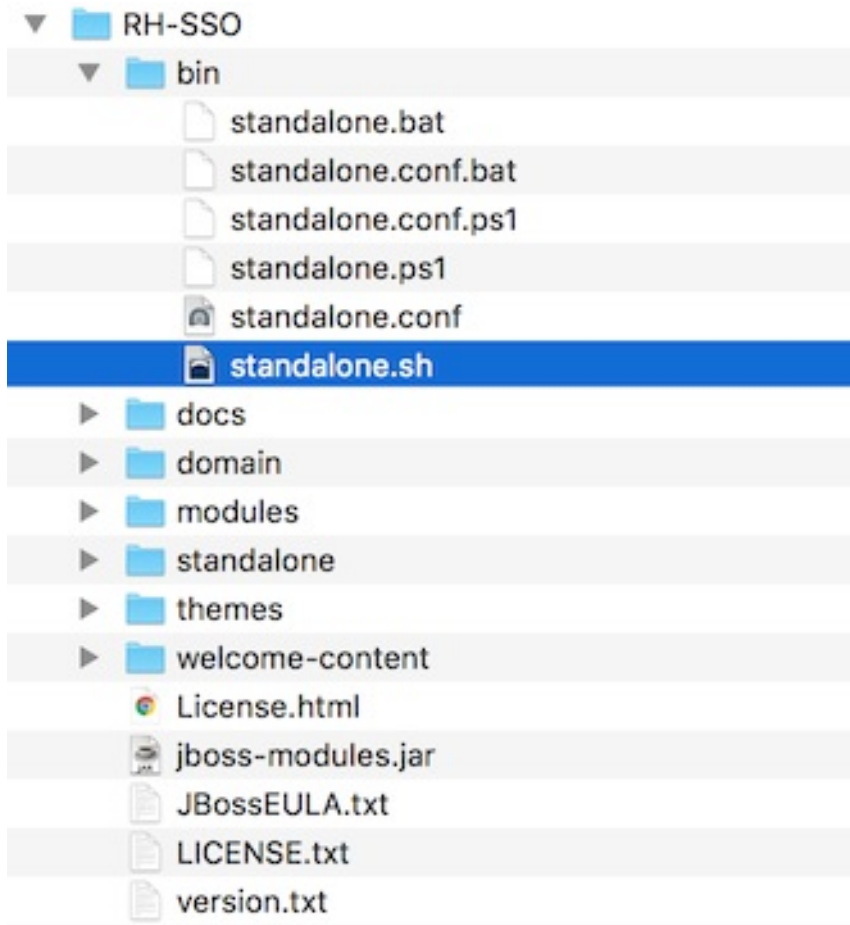 RH-SSO
bin
standalone.bat
standalone.conf.bat
standalone.conf.ps1
standalone.ps1
standalone.conf
standalone.sh
docs
domain
modules
standalone
themes
welcome-content
License.html
jboss-modules.jar
JBossEULA.txt
LICENSE.txt
version.txt